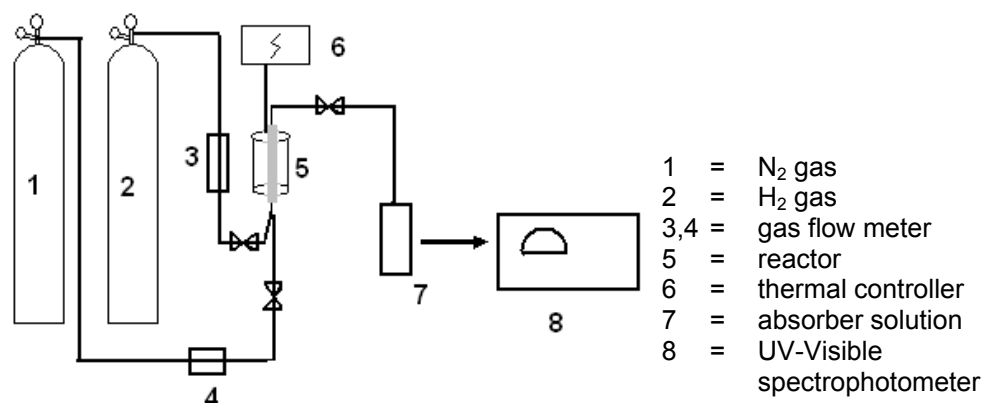 6
3
5
1
2
7
8
4
1 = N₂ gas
2 = H₂ gas
3,4 = gas flow meter
5 = reactor
6 = thermal controller
7 = absorber solution
8 = UV-Visible
spectrophotometer